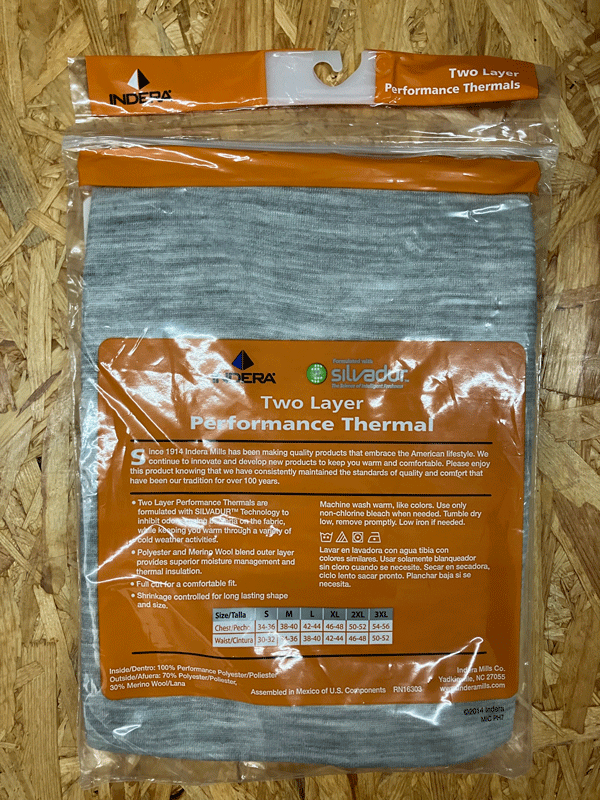 INDERA
Two Layer
Performance Thermals
INDERA
Formulated with
silvadur
Two Layer
Performance Thermal
Since 1914 Indera Mills has been making quality products that embrace the American lifestyle. We
continue to innovate and develop new products to keep you warm and comfortable. Please enjoy
this product knowing that we have consistently maintained the standards of quality and comfort that
have been our tradition for over 100 years.
• Two Layer Performance Thermals are
formulated with SILVADUR™ Technology to
inhibit odor on the fabric,
while keeping you warm through a variety of
cold weather activities.
• Polyester and Merino Wool blend outer layer
provides superior moisture management and
thermal insulation.
• Full cut for a comfortable fit.
• Shrinkage controlled for long lasting shape
and size.
Machine wash warm, like colors. Use only
non-chlorine bleach when needed. Tumble dry
low, remove promptly. Low iron if needed.
Lavar en lavadora con agua tibia con
colores similares. Usar solamente blanqueador
sin cloro cuando se necesite. Secar en secadora,
ciclo lento sacar pronto. Planchar baja si se
necesita.
Size/Talla S M L XL 2XL 3XL
Chest/Pecho 34-36 38-40 42-44 46-48 50-52 54-56
Waist/Cintura 30-32 34-36 38-40 42-44 46-48 50-52
Inside/Dentro: 100% Performance Polyester/Poliester
Outside/Afuera: 70% Polyester/Poliester,
30% Merino Wool/Lana
Assembled in Mexico of U.S. Components RN16303
Indera Mills Co.
Yadkinville, NC 27055
www.inderamills.com
©2014 Indera
M/C PH7